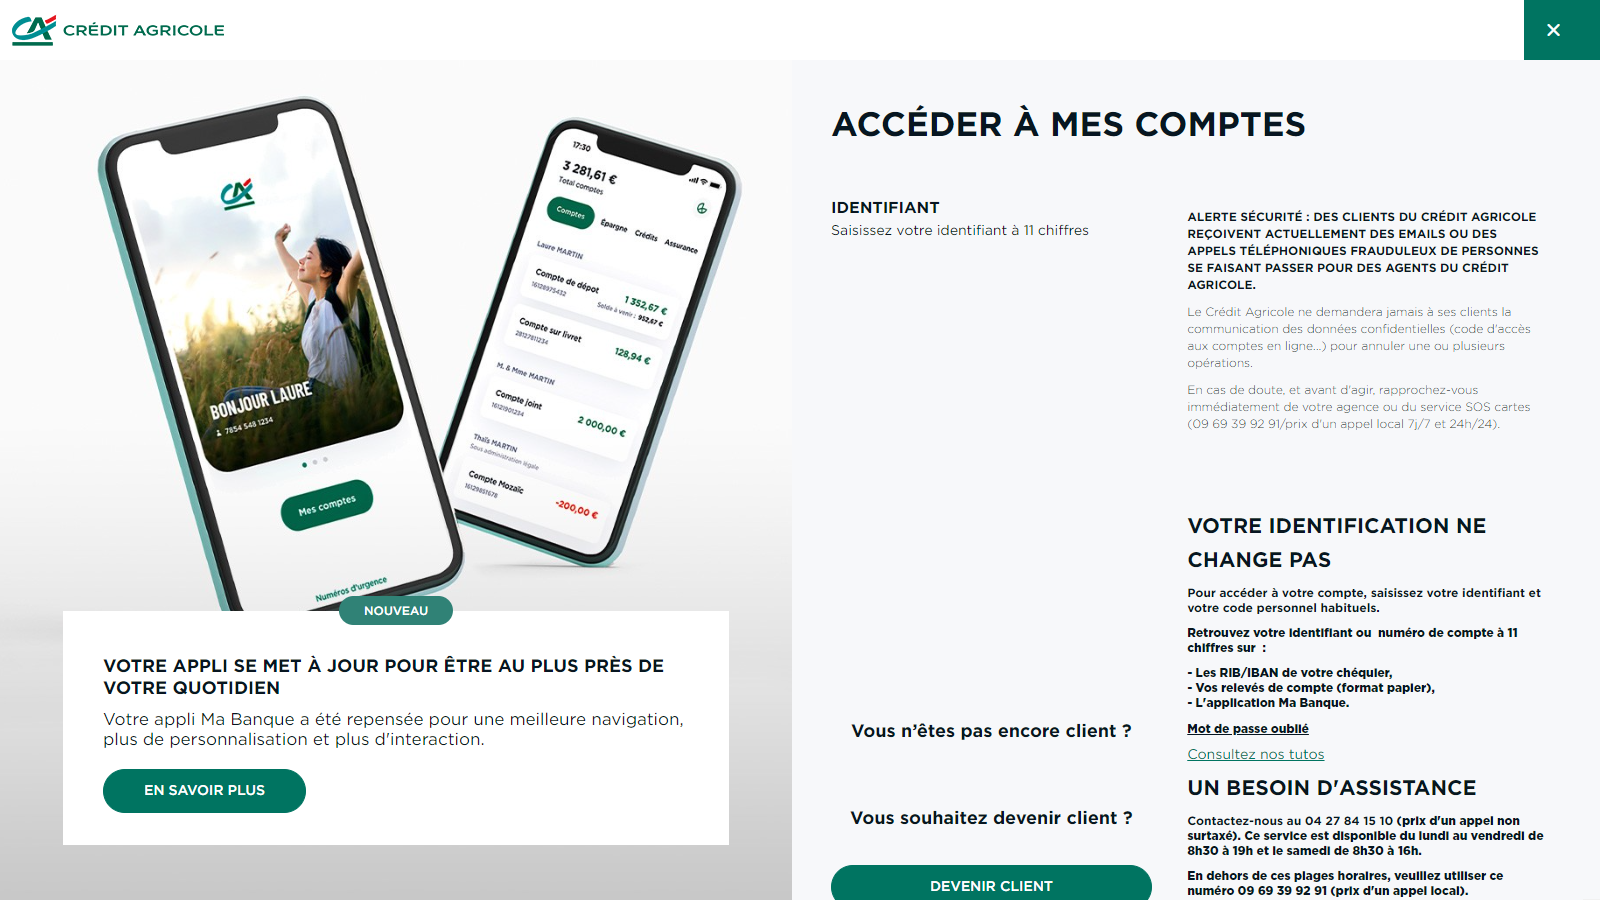 CRÉDIT AGRICOLE
ACCÉDER À MES COMPTES
IDENTIFIANT
Saisissez votre identifiant à 11 chiffres
ALERTE SÉCURITÉ : DES CLIENTS DU CRÉDIT AGRICOLE
REÇOIVENT ACTUELLEMENT DES EMAILS OU DES
APPELS TÉLÉPHONIQUES FRAUDULEUX DE PERSONNES
SE FAISANT PASSER POUR DES AGENTS DU CRÉDIT
AGRICOLE.
Le Crédit Agricole ne demandera jamais à ses clients la
communication des données confidentielles (code d'accès
aux comptes en ligne...) pour annuler une ou plusieurs
opérations.
En cas de doute, et avant d'agir, rapprochez-vous
immédiatement de votre agence ou du service SOS cartes
(09 69 39 92 91/prix d'un appel local 7j/7 et 24h/24).
VOTRE IDENTIFICATION NE
CHANGE PAS
Pour accéder à votre compte, saisissez votre identifiant et
votre code personnel habituels.
Retrouvez votre identifiant ou numéro de compte à 11
chiffres sur :
- Les RIB/IBAN de votre chéquier,
- Vos relevés de compte (format papier),
- L'application Ma Banque.
Mot de passe oublié
Consultez nos tutos
UN BESOIN D'ASSISTANCE
Contactez-nous au 04 27 84 15 10 (prix d'un appel non
surtaxé). Ce service est disponible du lundi au vendredi de
8h30 à 19h et le samedi de 8h30 à 16h.
En dehors de ces plages horaires, veuillez utiliser ce
numéro 09 69 39 92 91 (prix d'un appel local).
Vous n'êtes pas encore client ?
Vous souhaitez devenir client ?
DEVENIR CLIENT
BONJOUR LAURE
7854 548 1234
Mes comptes
Numéros d'urgence
17:30
3 281,61 €
Total comptes
Comptes Épargne Crédits Assurance
Laure MARTIN
Compte de dépot
16128975432
1 352,67 €
Solde à venir : 952,67 €
Compte sur livret
28127811234
128,94 €
M. & Mme MARTIN
Compte joint
16121901234
2 000,00 €
Thaïs MARTIN
Sous administration légale
Compte Mozaïc
16129851678
-200,00 €
NOUVEAU
VOTRE APPLI SE MET À JOUR POUR ÊTRE AU PLUS PRÈS DE
VOTRE QUOTIDIEN
Votre appli Ma Banque a été repensée pour une meilleure navigation,
plus de personnalisation et plus d'interaction.
EN SAVOIR PLUS